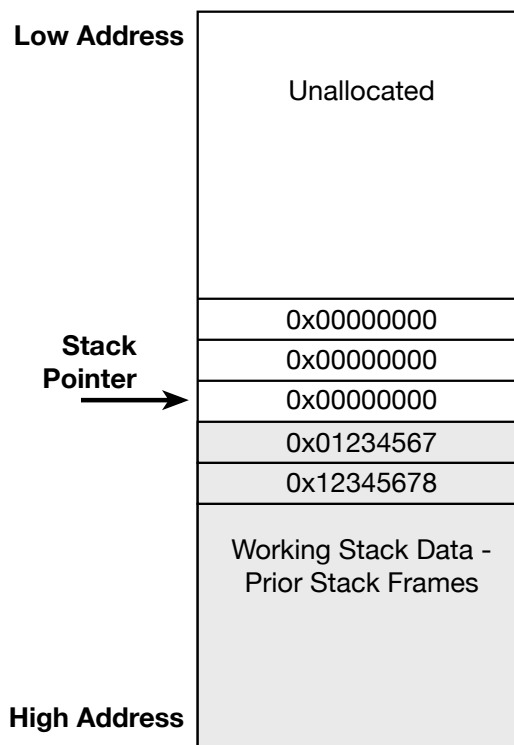 Low Address
Unallocated
0x00000000
Stack
Pointer
0x00000000
0x00000000
0x01234567
0x12345678
Working Stack Data -
Prior Stack Frames
High Address